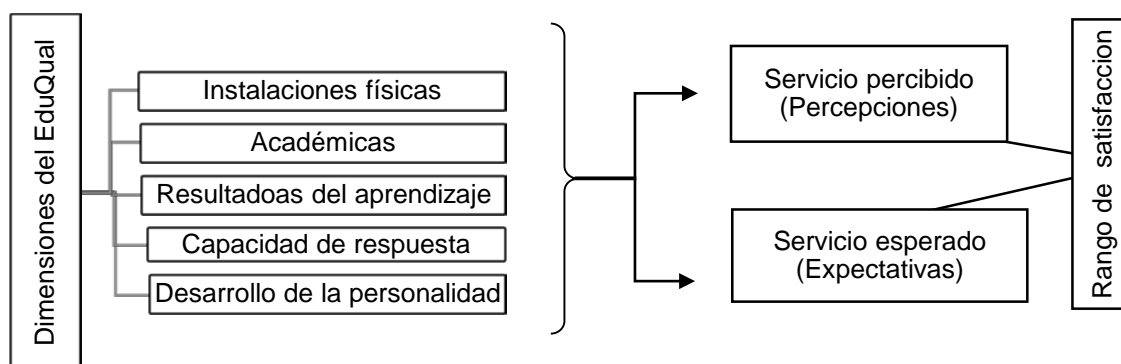 Dimensiones del EduQual
Instalaciones físicas
Académicas
Resultadoas del aprendizaje
Capacidad de respuesta
Desarrollo de la personalidad
Servicio percibido
(Percepciones)
Servicio esperado
(Expectativas)
Rango de satisfaccion